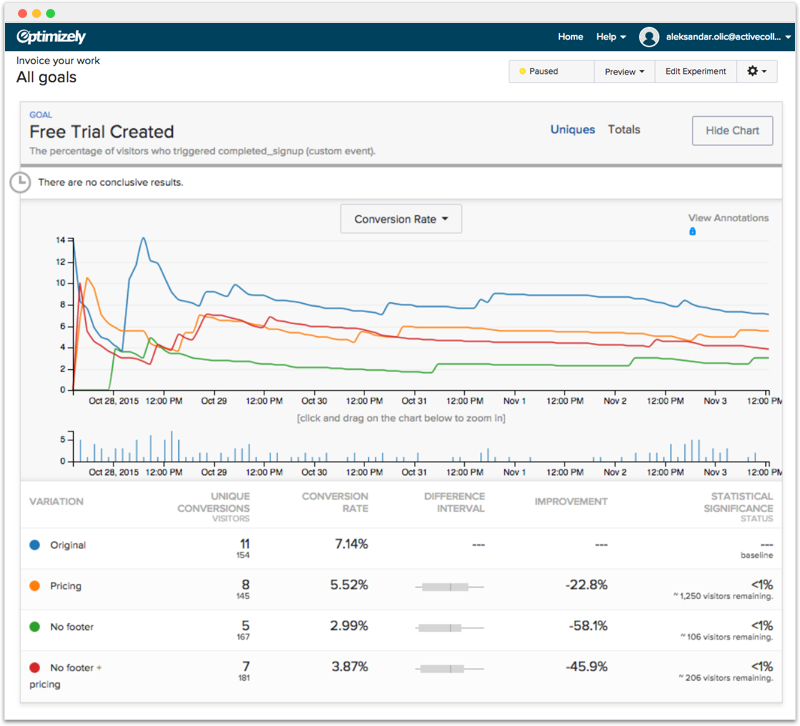 Optimizely
Home Help aleksandar.olic@activecoll...
Invoice your work
All goals
Paused Preview Edit Experiment
GOAL
Free Trial Created
The percentage of visitors who triggered completed_signup (custom event).
Uniques Totals
Hide Chart
There are no conclusive results.
Conversion Rate
View Annotations
14
12
10
8
6
4
2
0
Oct 28, 2015 12:00 PM Oct 29 12:00 PM Oct 30 12:00 PM Oct 31 12:00 PM Nov 1 12:00 PM Nov 2 12:00 PM Nov 3 12:00 PM
[click and drag on the chart below to zoom in]
5
0
Oct 28, 2015 12:00 PM Oct 29 12:00 PM Oct 30 12:00 PM Oct 31 12:00 PM Nov 1 12:00 PM Nov 2 12:00 PM Nov 3 12:00 PM
VARIATION
UNIQUE
CONVERSIONS
VISITORS
CONVERSION
RATE
DIFFERENCE
INTERVAL
IMPROVEMENT
STATISTICAL
SIGNIFICANCE
STATUS
Original 11 7.14% --- --- ---
154 baseline
Pricing 8 5.52% -22.8% <1%
145 ~ 1,250 visitors remaining.
No footer 5 2.99% -58.1% <1%
167 ~ 106 visitors remaining.
No footer + 7 3.87% -45.9% <1%
pricing 181 ~ 206 visitors remaining.